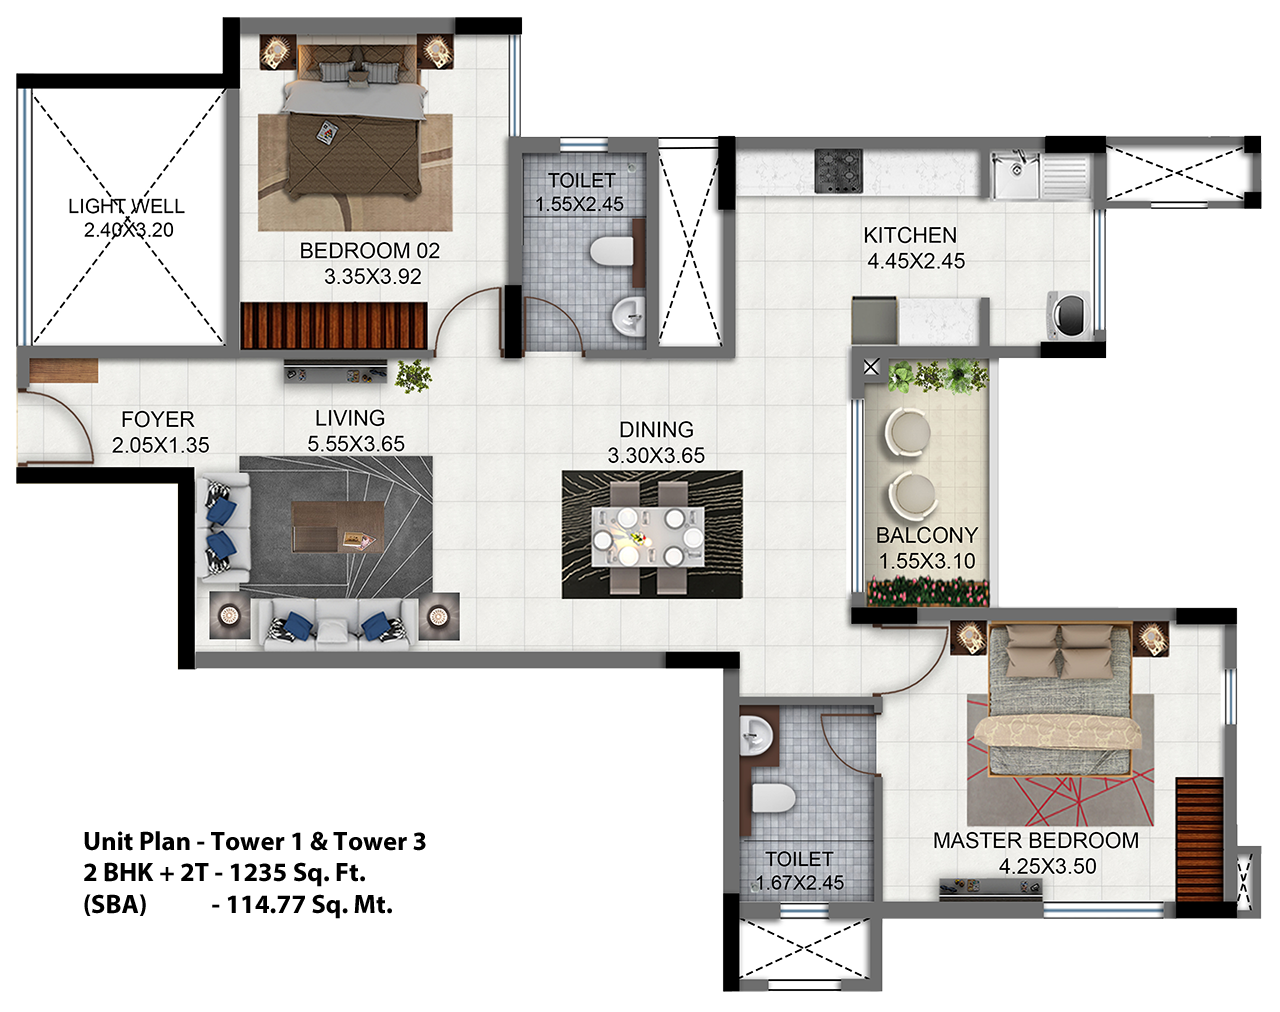 TOILET
1.55X2.45
LIGHT WELL
2.40X3.20
BEDROOM 02
3.35X3.92
KITCHEN
4.45X2.45
FOYER
2.05X1.35
LIVING
5.55X3.65
DINING
3.30X3.65
BALCONY
1.55X3.10
MASTER BEDROOM
4.25X3.50
TOILET
1.67X2.45
Unit Plan - Tower 1 & Tower 3
2 BHK + 2T - 1235 Sq. Ft.
(SBA) - 114.77 Sq. Mt.